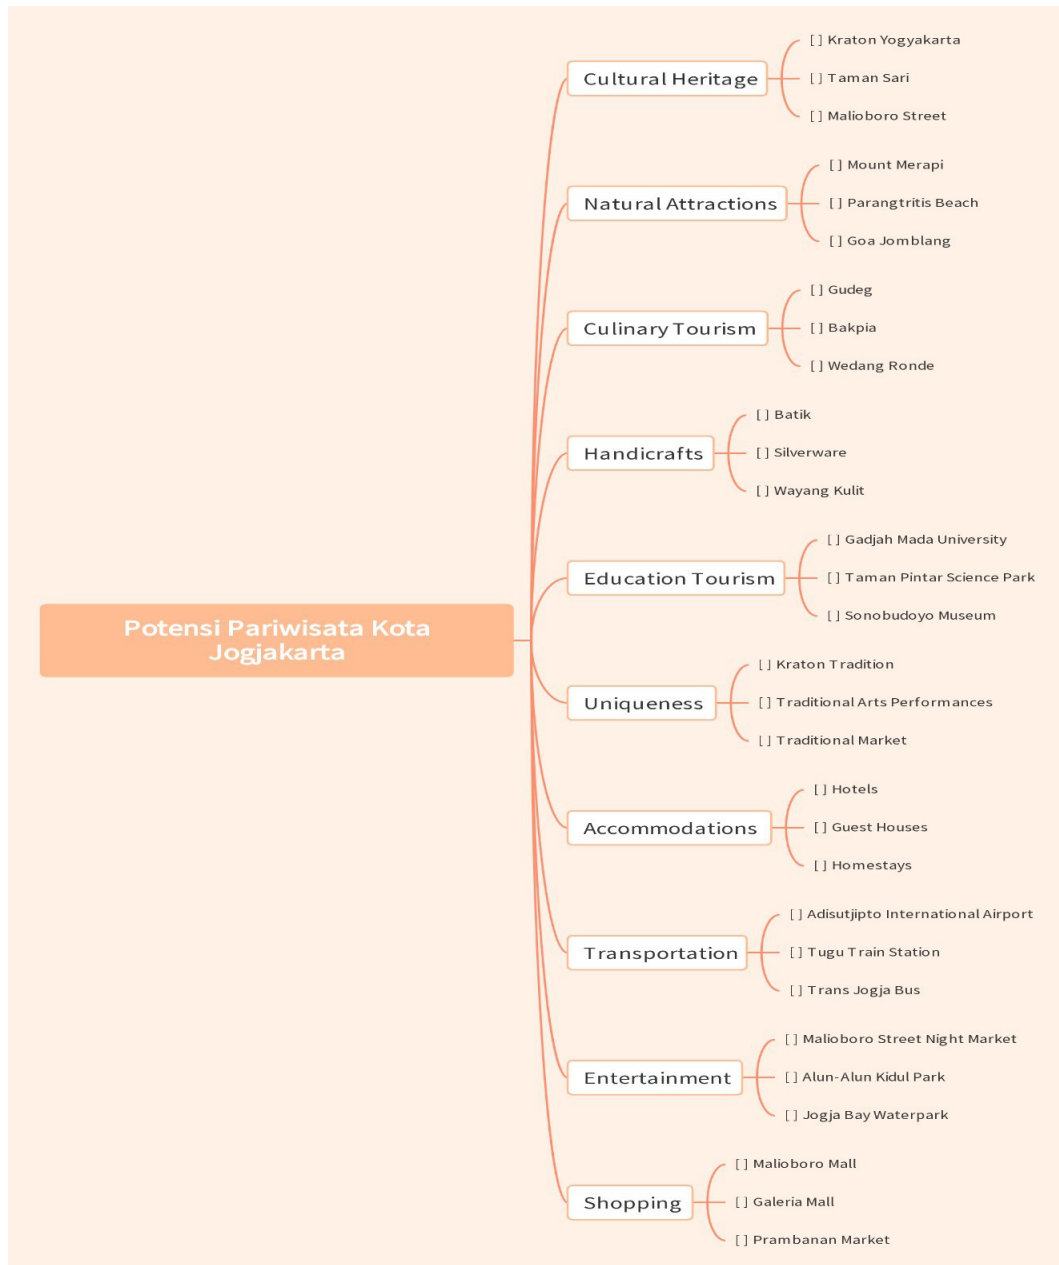 Potensi Pariwisata Kota
Jogjakarta
Cultural Heritage
[ ] Kraton Yogyakarta
[ ] Taman Sari
[ ] Malioboro Street
Natural Attractions
[ ] Mount Merapi
[ ] Parangtritis Beach
[ ] Goa Jomblang
Culinary Tourism
[ ] Gudeg
[ ] Bakpia
[ ] Wedang Ronde
Handicrafts
[ ] Batik
[ ] Silverware
[ ] Wayang Kulit
Education Tourism
[ ] Gadjah Mada University
[ ] Taman Pintar Science Park
[ ] Sonobudoyo Museum
Uniqueness
[ ] Kraton Tradition
[ ] Traditional Arts Performances
[ ] Traditional Market
Accommodations
[ ] Hotels
[ ] Guest Houses
[ ] Homestays
Transportation
[ ] Adisutjipto International Airport
[ ] Tugu Train Station
[ ] Trans Jogja Bus
Entertainment
[ ] Malioboro Street Night Market
[ ] Alun-Alun Kidul Park
[ ] Jogja Bay Waterpark
Shopping
[ ] Malioboro Mall
[ ] Galeria Mall
[ ] Prambanan Market